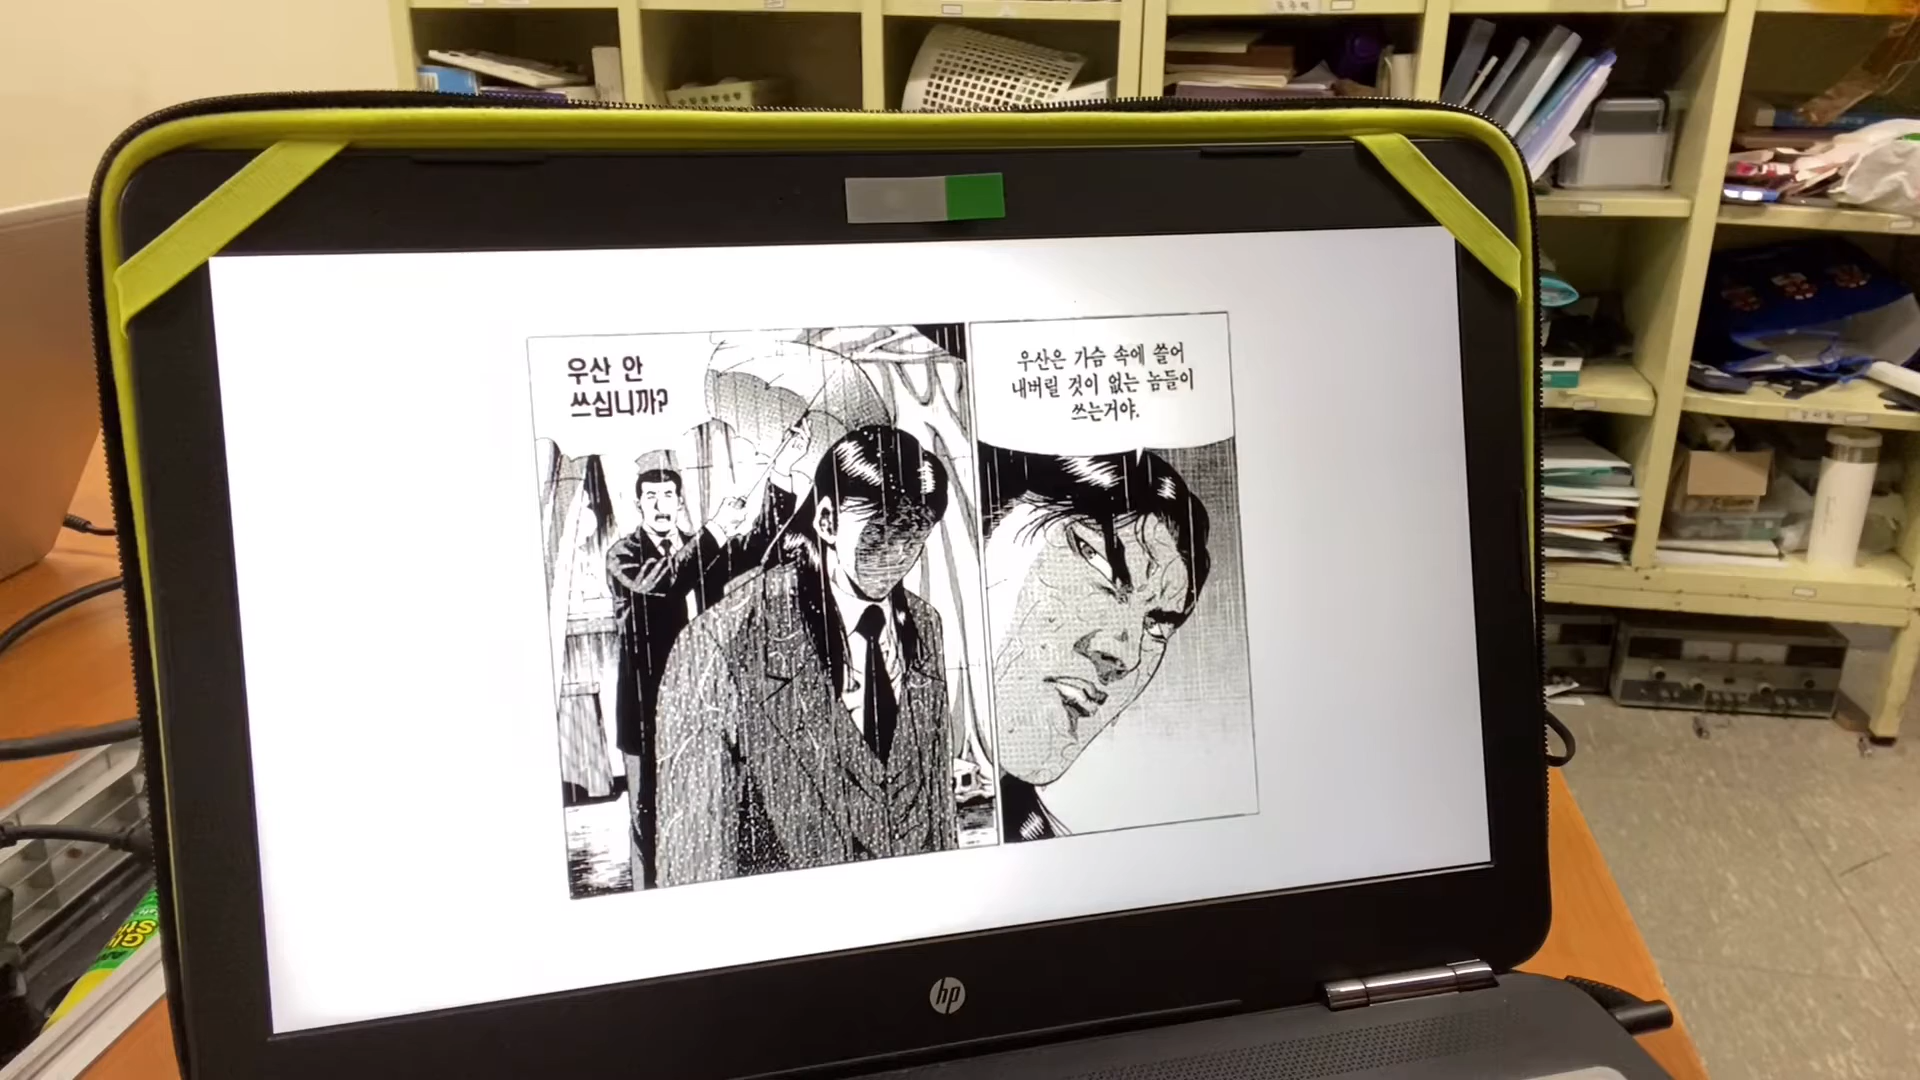 우산 안
쓰십니까?
우산은 가슴 속에 쓸어
내버릴 것이 없는 놈들이
쓰는거야.
hp